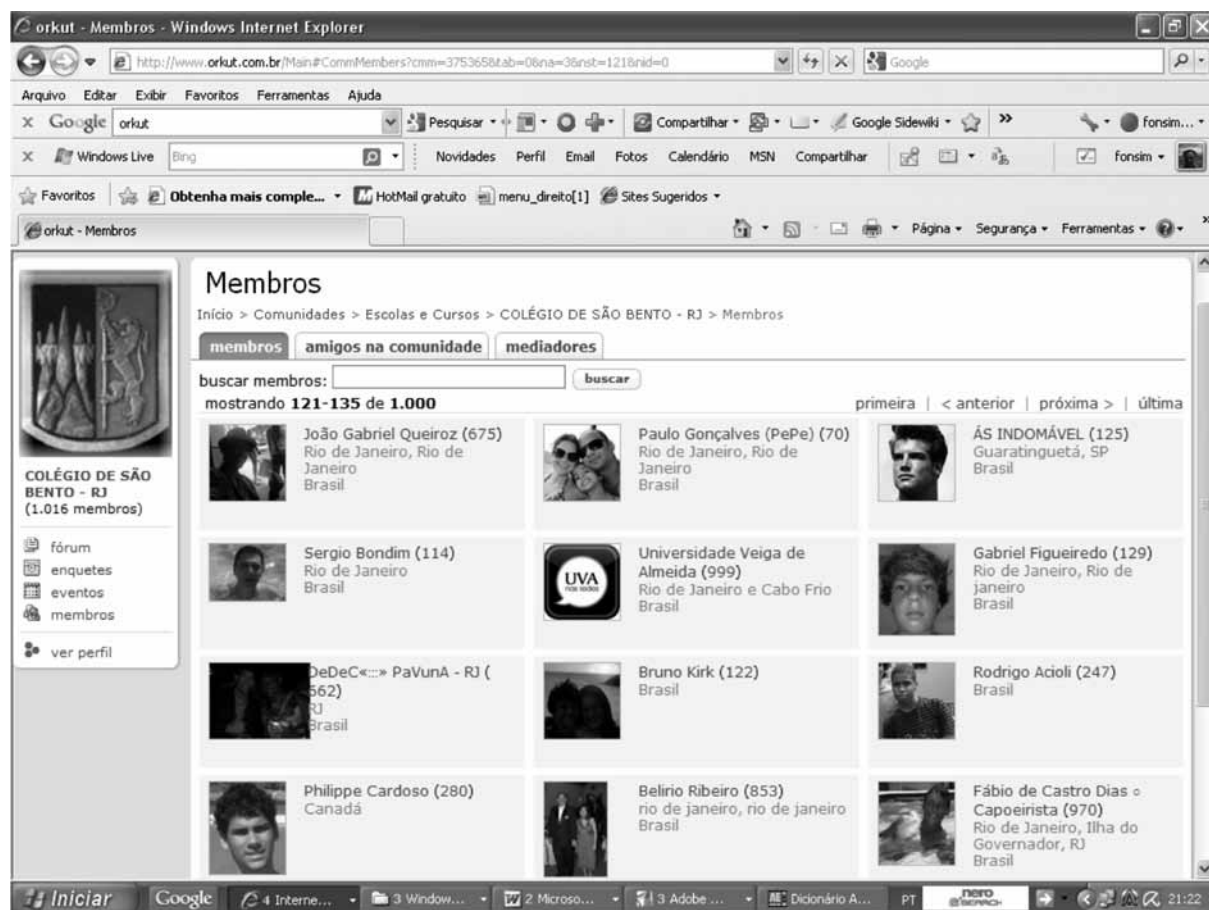 orkut - Membros - Windows Internet Explorer
http://www.orkut.com.br/Main#CommMembers?cmm=375365&tab=0&na=3&nst=121&nid=0
Google
Arquivo Editar Exibir Favoritos Ferramentas Ajuda
x Google orkut Pesquisar Compartilhar Google Sidewiki » fonsim...
x Windows Live Bing Novidades Perfil Email Fotos Calendário MSN Compartilhar fonsim
Favoritos Obtenha mais comple... HotMail gratuito menu_direito[1] Sites Sugeridos
orkut - Membros Página Segurança Ferramentas »
COLÉGIO DE SÃO
BENTO - RJ
(1.016 membros)
fórum
enquetes
eventos
membros
ver perfil
Membros
Início > Comunidades > Escolas e Cursos > COLÉGIO DE SÃO BENTO - RJ > Membros
membros amigos na comunidade mediadores
buscar membros: buscar
mostrando 121-135 de 1.000 primeira | < anterior | próxima > | última
João Gabriel Queiroz (675)
Rio de Janeiro, Rio de
Janeiro
Brasil
Paulo Gonçalves (PePe) (70)
Rio de Janeiro, Rio de
Janeiro
Brasil
ÁS INDOMÁVEL (125)
Guaratinguetá, SP
Brasil
Sergio Bondim (114)
Rio de Janeiro
Brasil
UVA
nas redes
Universidade Veiga de
Almeida (999)
Rio de Janeiro e Cabo Frio
Brasil
Gabriel Figueiredo (129)
Rio de Janeiro, Rio de
janeiro
Brasil
DeDeC«:::» PaVunA - RJ (
562)
RJ
Brasil
Bruno Kirk (122)
Brasil
Rodrigo Acioli (247)
Brasil
Philippe Cardoso (280)
Canadá
Belirio Ribeiro (853)
rio de janeiro, rio de janeiro
Brasil
Fábio de Castro Dias ○
Capoeirista (970)
Rio de Janeiro, Ilha do
Governador, RJ
Brasil
Iniciar Google 4 Interne... 3 Window... 2 Microso... 3 Adobe ... Dicionário A... PT nero SEARCH 21:22